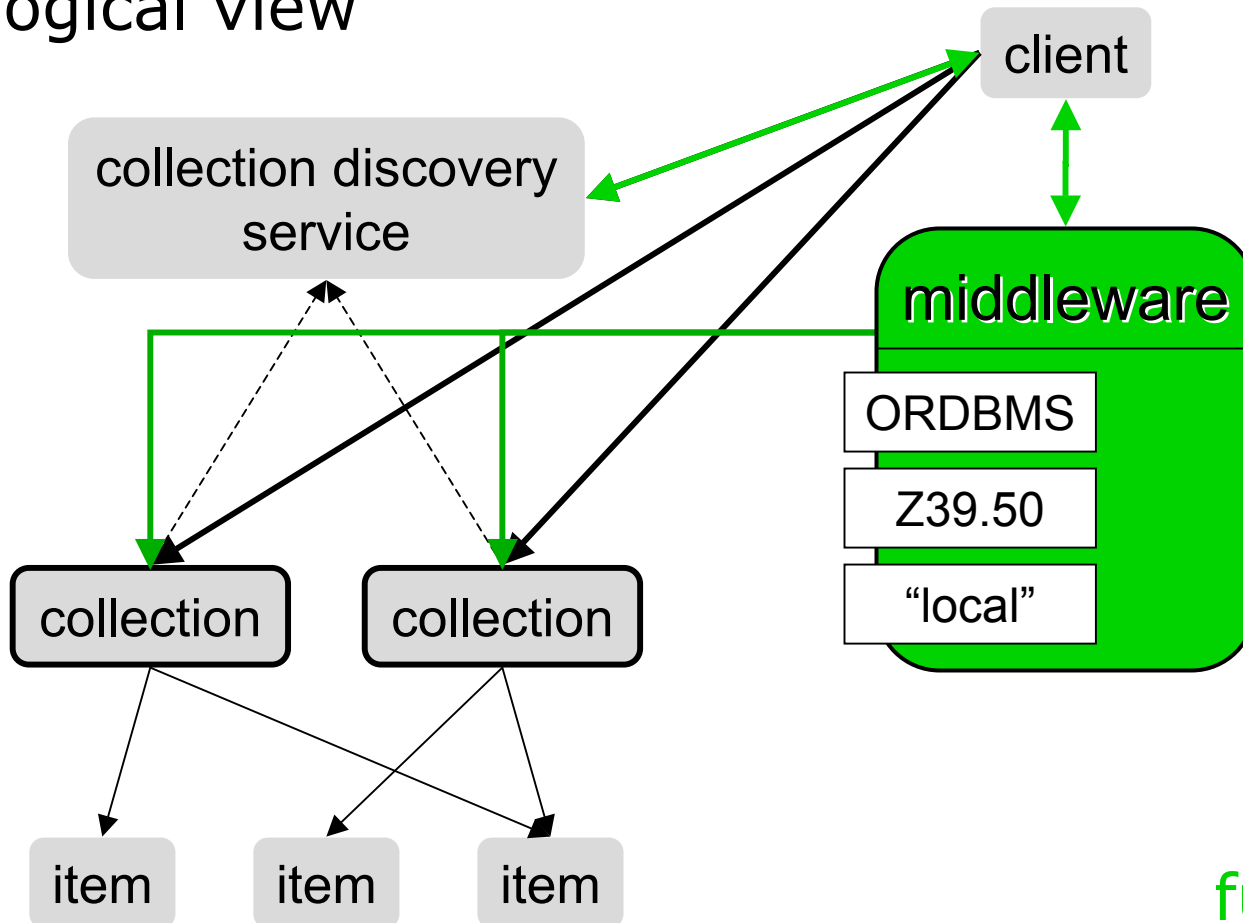 ogical view
client
collection discovery
service
middleware
ORDBMS
Z39.50
“local”
collection
collection
item
item
item